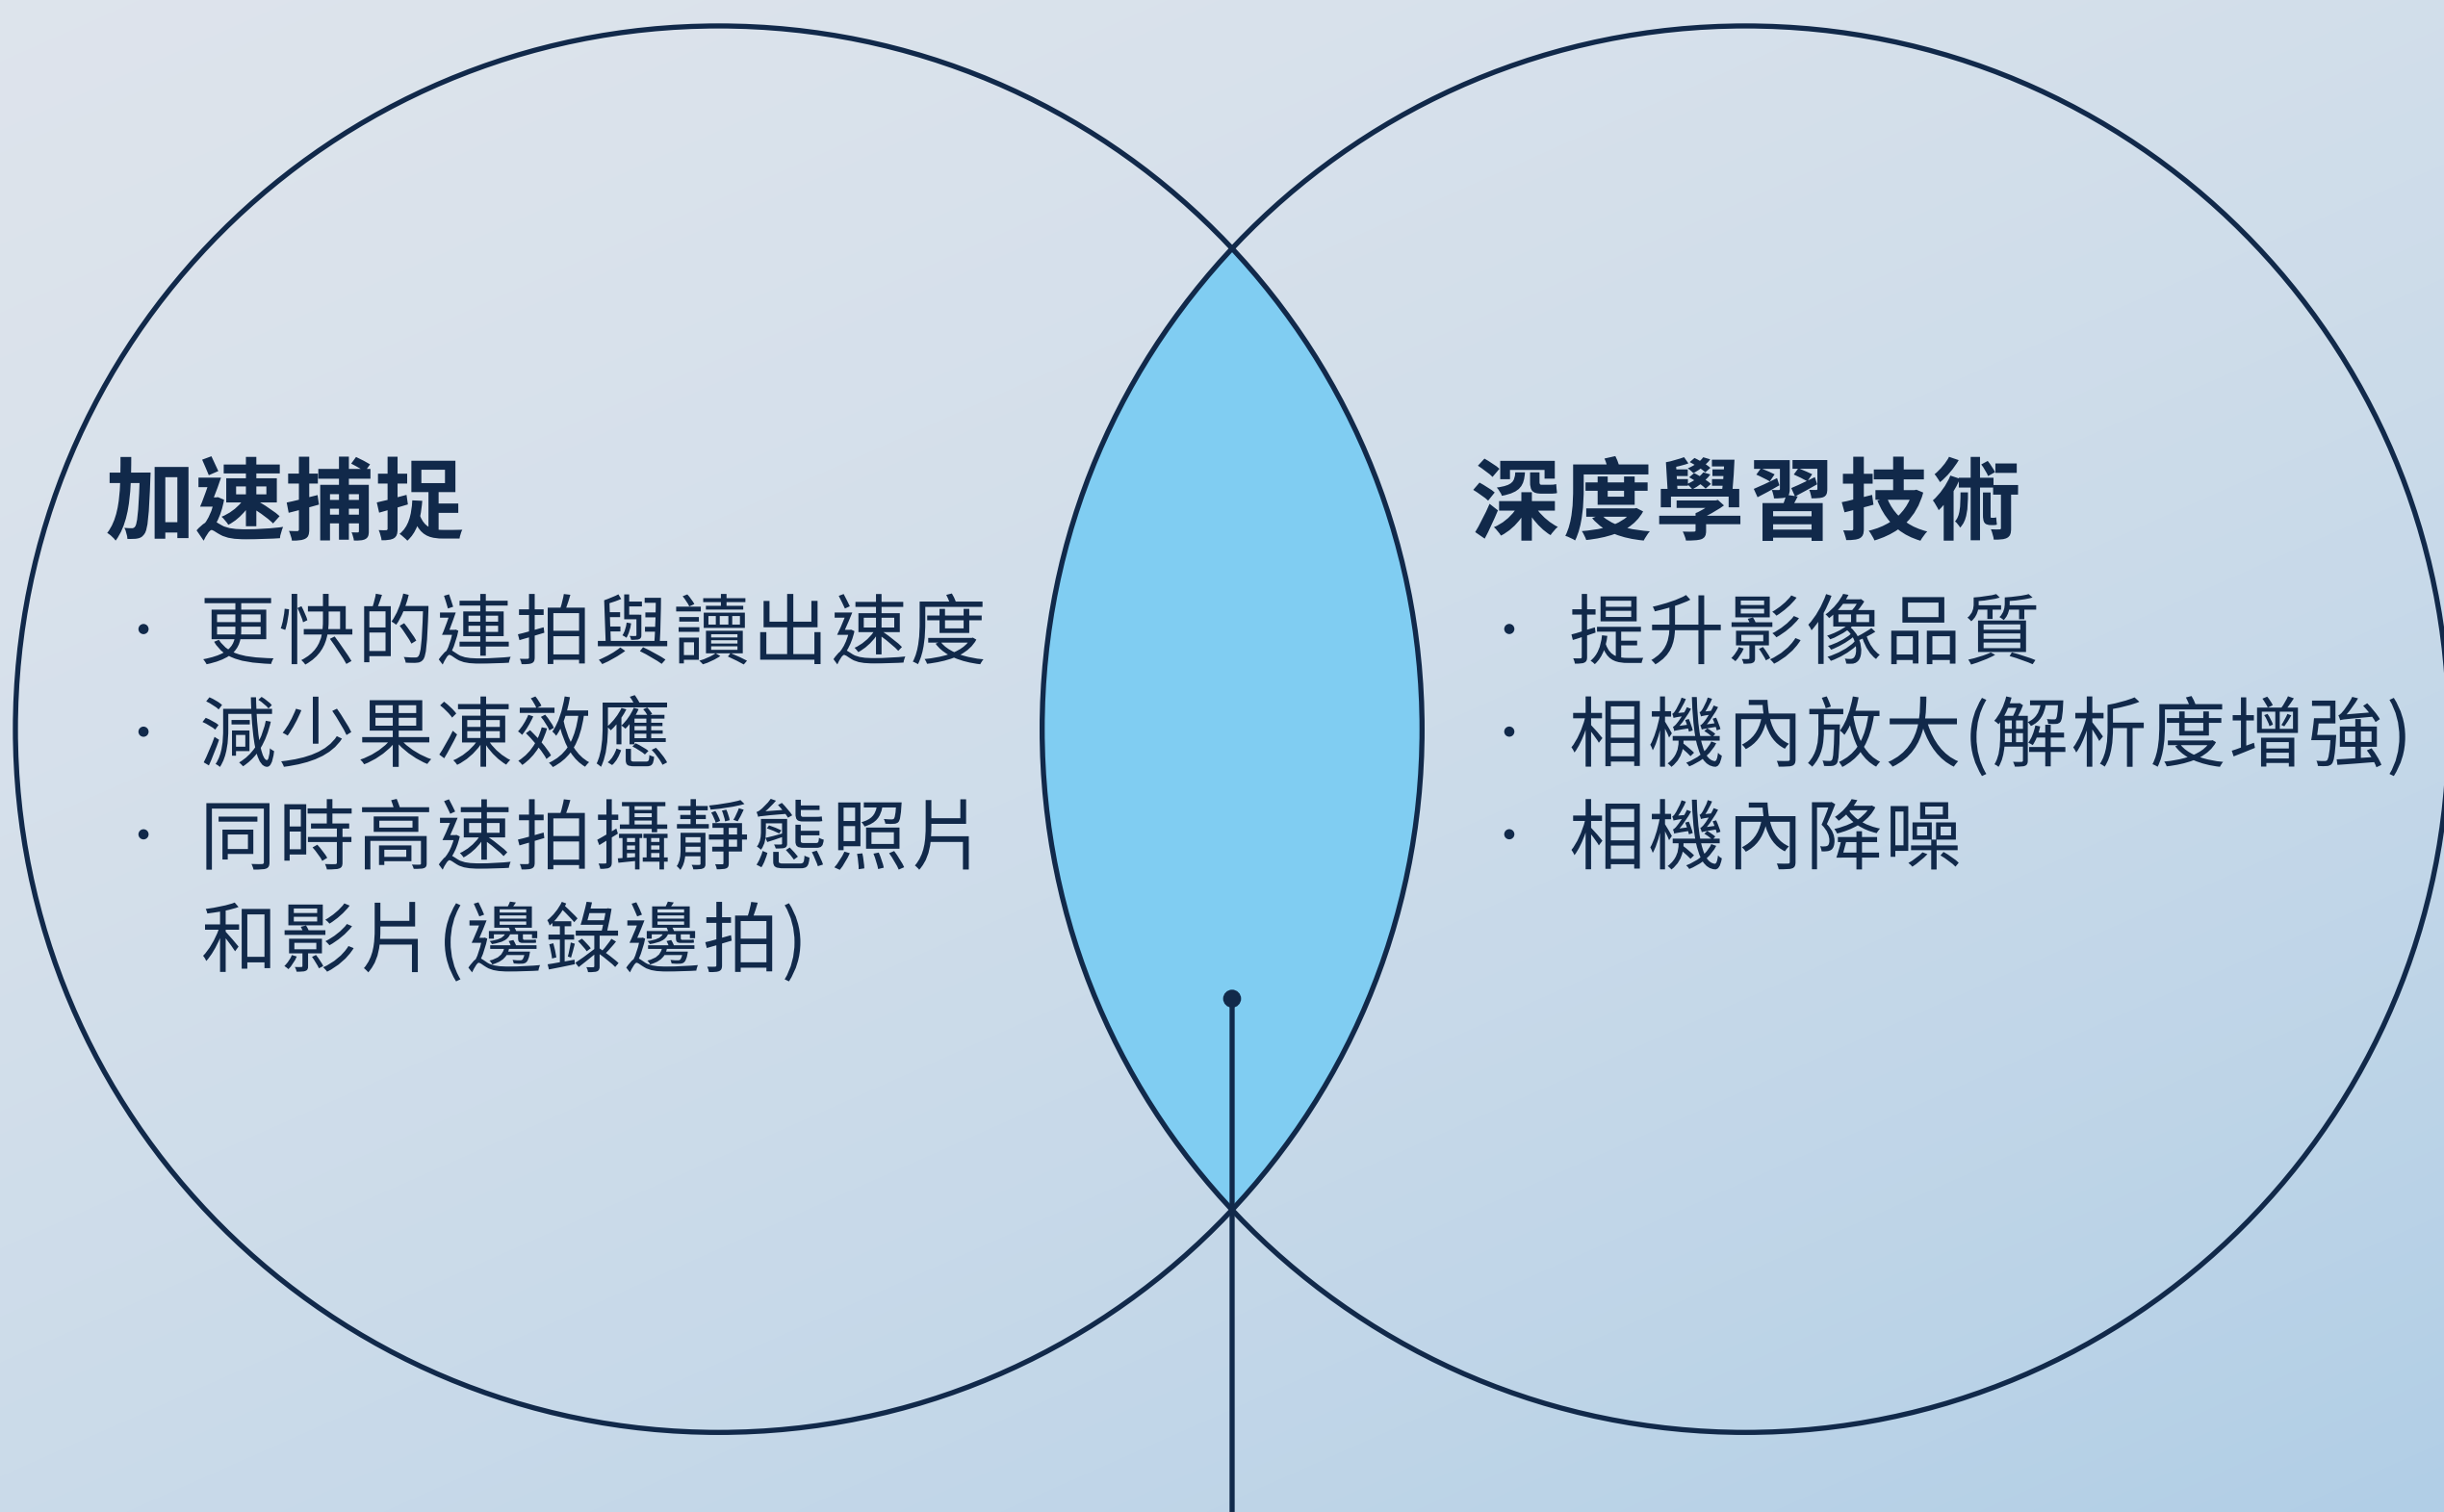 加速捕捉
• 更快的連拍與讀出速度
• 減少果凍效應
• 同時高速拍攝靜態照片
和影片(邊錄邊拍)
深度學習技術
• 提升影像品質
• 相機內放大(解析度增強)
• 相機內降噪